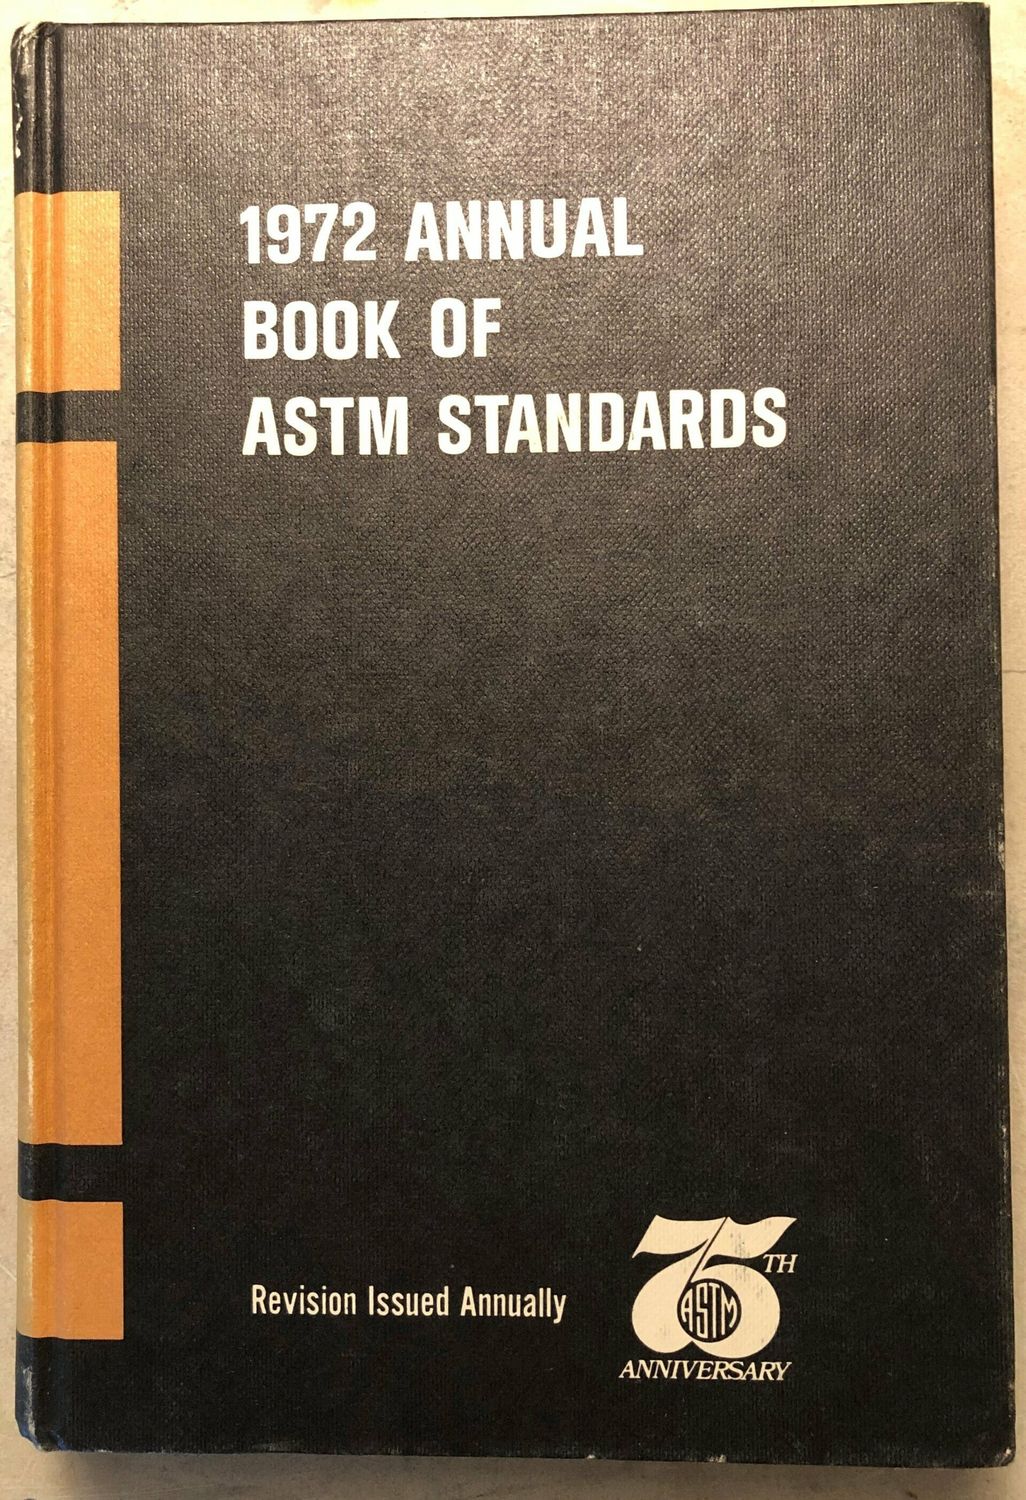 1972 ANNUAL
BOOK OF
ASTM STANDARDS
Revision Issued Annually
75TH
ASTM
ANNIVERSARY